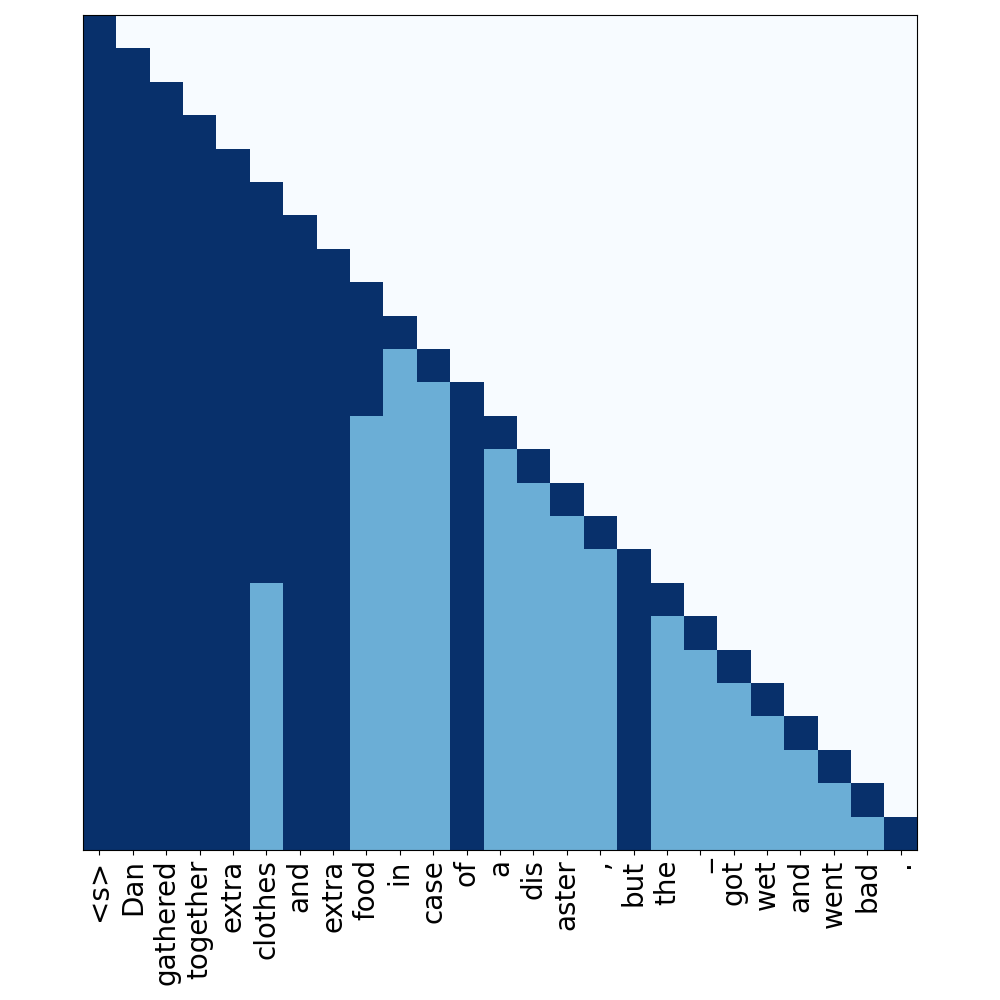 <s> Dan gathered together extra clothes and extra food in case of a dis aster , but the _ got wet and went bad .